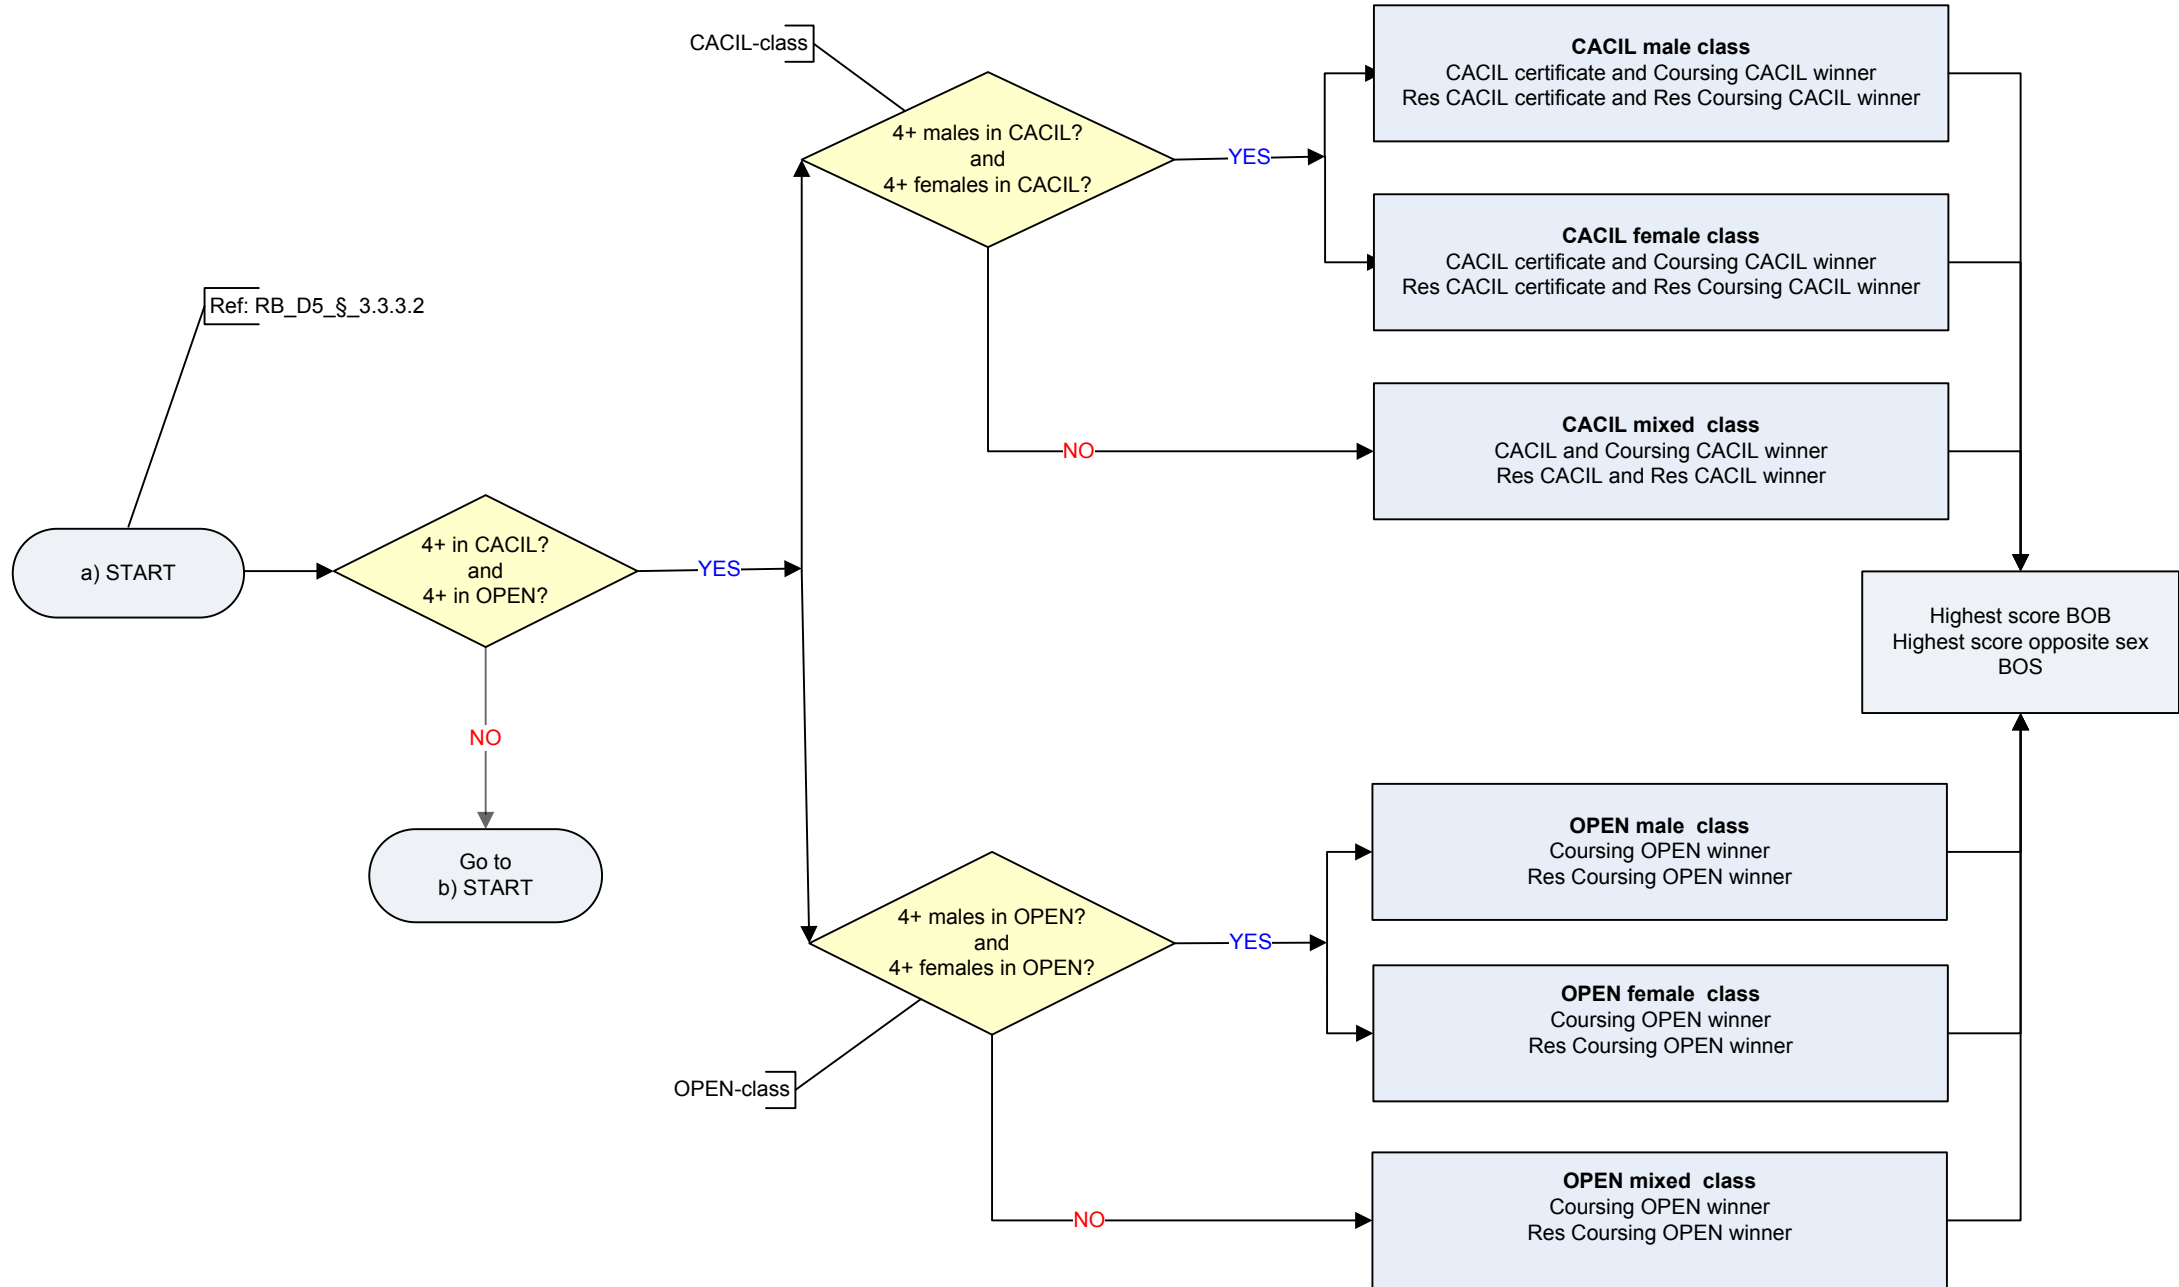 CACIL-class
4+ males in CACIL?
and
4+ females in CACIL?
YES
CACIL male class
CACIL certificate and Coursing CACIL winner
Res CACIL certificate and Res Coursing CACIL winner
CACIL female class
CACIL certificate and Coursing CACIL winner
Res CACIL certificate and Res Coursing CACIL winner
NO
CACIL mixed  class
CACIL and Coursing CACIL winner
Res CACIL and Res CACIL winner
Ref: RB_D5_§_3.3.3.2
a) START
4+ in CACIL?
and
4+ in OPEN?
YES
NO
Go to
b) START
Highest score BOB
Highest score opposite sex
BOS
OPEN-class
4+ males in OPEN?
and
4+ females in OPEN?
YES
OPEN male  class
Coursing OPEN winner
Res Coursing OPEN winner
OPEN female  class
Coursing OPEN winner
Res Coursing OPEN winner
NO
OPEN mixed  class
Coursing OPEN winner
Res Coursing OPEN winner